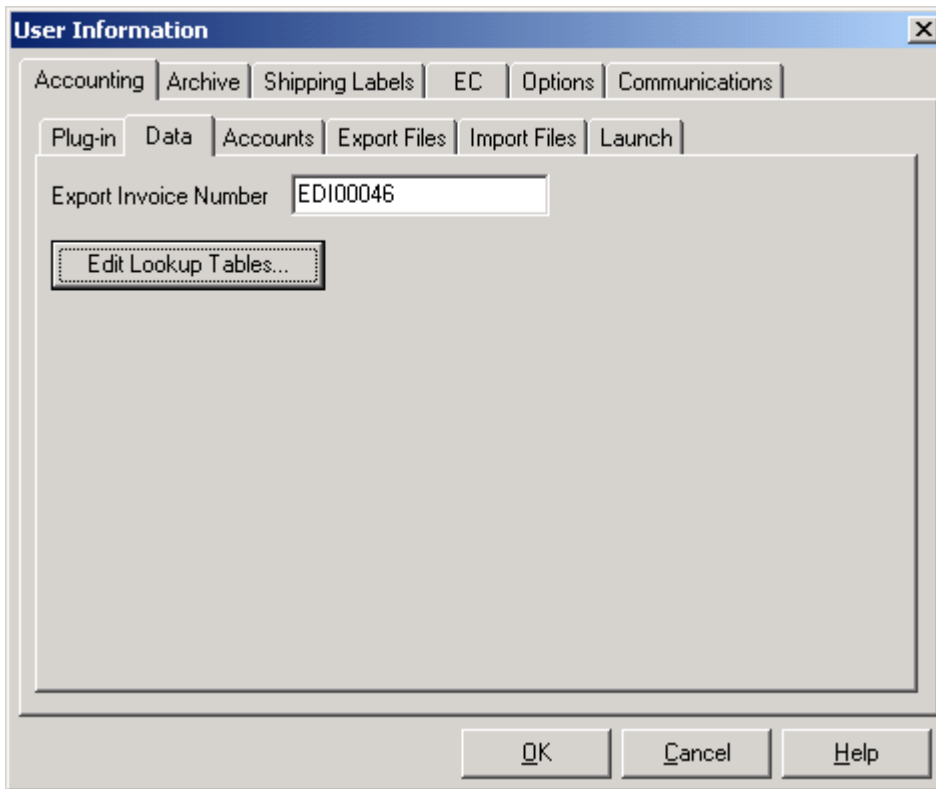 User Information
Accounting Archive Shipping Labels EC Options Communications
Plug-in Data Accounts Export Files Import Files Launch
Export Invoice Number EDI00046
Edit Lookup Tables...
OK Cancel Help